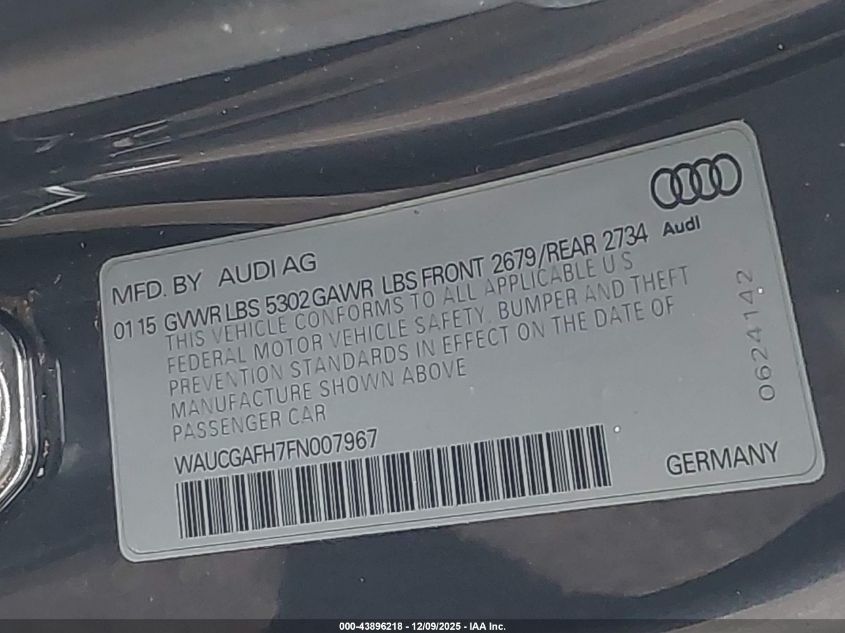 Audi
MFD. BY AUDI AG
01 15 GVWR LBS 5302 GAWR LBS FRONT 2679/REAR 2734
THIS VEHICLE CONFORMS TO ALL APPLICABLE U S
FEDERAL MOTOR VEHICLE SAFETY, BUMPER AND THEFT
PREVENTION STANDARDS IN EFFECT ON THE DATE OF
MANUFACTURE SHOWN ABOVE
PASSENGER CAR
0624142
WAUCGAFH7FN007967
GERMANY
000-43896218 - 12/09/2025 - IAA Inc.